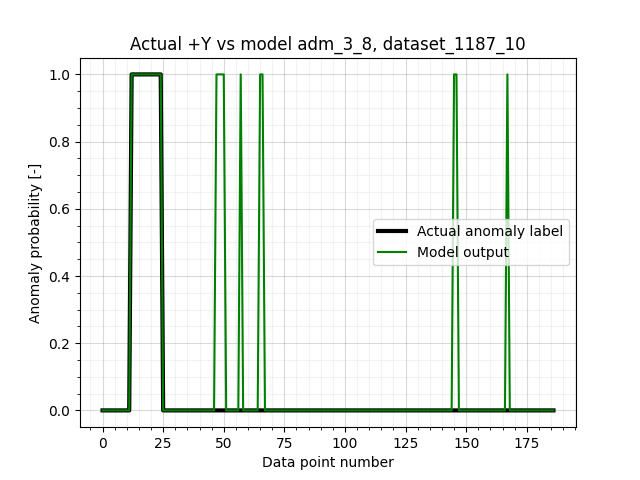 Actual +Y vs model adm_3_8, dataset_1187_10
Anomaly probability [-]
1.0
0.8
0.6
0.4
0.2
0.0
Actual anomaly label
Model output
0 25 50 75 100 125 150 175
Data point number